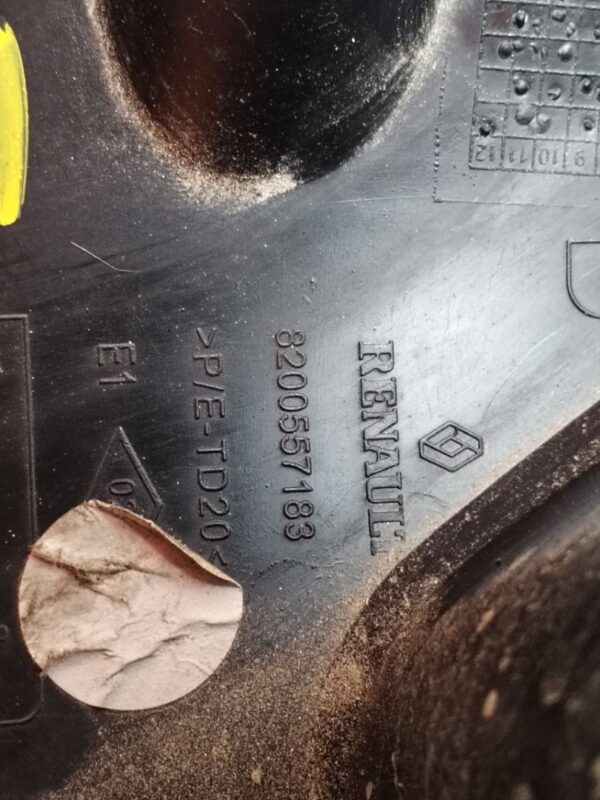 RENAULT
8200557183
>P/E-TD20<
E1
9 10 11 12